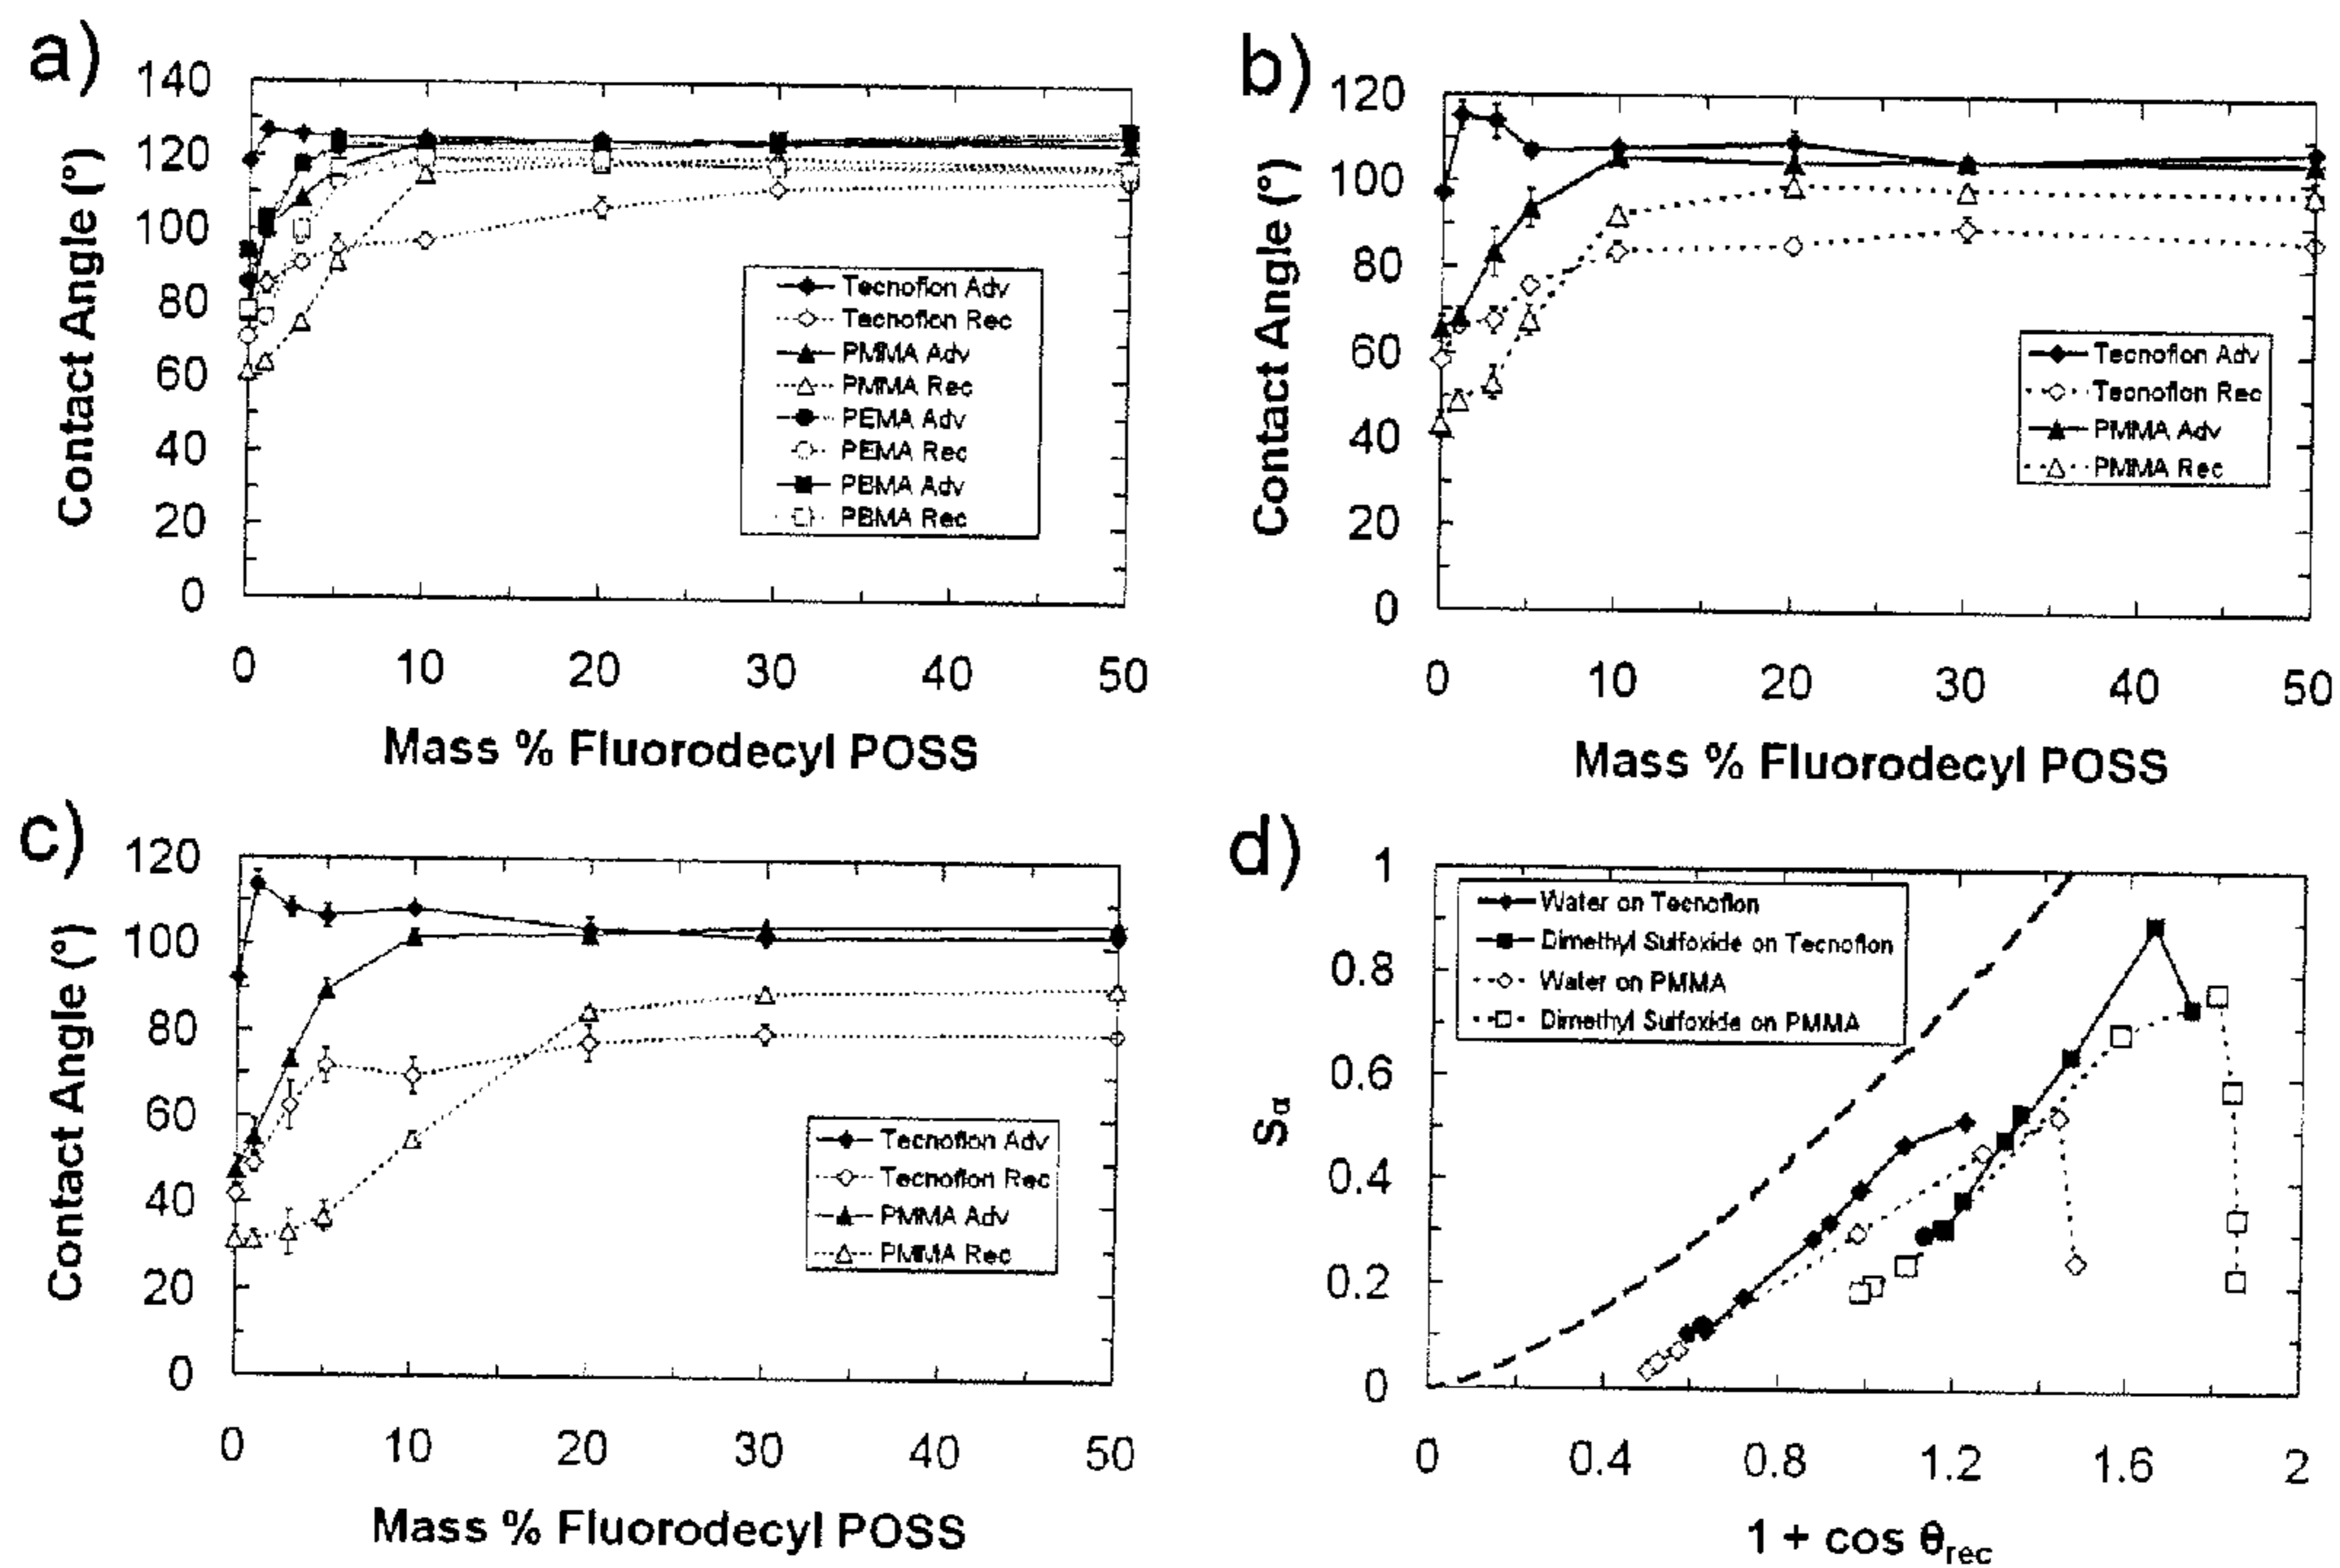 a)
140
120
100
80
60
40
20
0
Contact Angle (°)
Tecnoflon Adv
Tecnoflon Rec
PMMA Adv
PMMA Rec
PEMA Adv
PEMA Rec
PBMA Adv
PBMA Rec
0 10 20 30 40 50
Mass % Fluorodecyl POSS
b)
120
100
80
60
40
20
0
Contact Angle (°)
Tecnoflon Adv
Tecnoflon Rec
PMMA Adv
PMMA Rec
0 10 20 30 40 50
Mass % Fluorodecyl POSS
c)
120
100
80
60
40
20
0
Contact Angle (°)
Tecnoflon Adv
Tecnoflon Rec
PMMA Adv
PMMA Rec
0 10 20 30 40 50
Mass % Fluorodecyl POSS
d)
1
0.8
0.6
0.4
0.2
0
Sα
Water on Tecnoflon
Dimethyl Sulfoxide on Tecnoflon
Water on PMMA
Dimethyl Sulfoxide on PMMA
0 0.4 0.8 1.2 1.6 2
1 + cos θrec